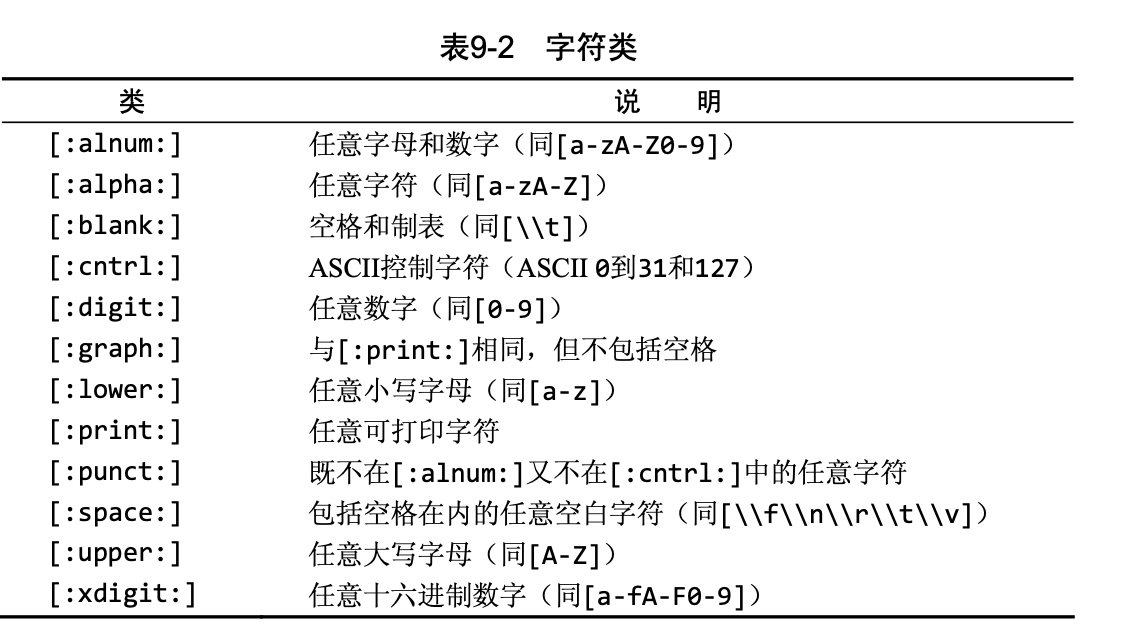 表9-2 字符类
类 说 明
[:alnum:] 任意字母和数字（同[a-zA-Z0-9]）
[:alpha:] 任意字符（同[a-zA-Z]）
[:blank:] 空格和制表（同[\\t]）
[:cntrl:] ASCII控制字符（ASCII 0到31和127）
[:digit:] 任意数字（同[0-9]）
[:graph:] 与[:print:]相同，但不包括空格
[:lower:] 任意小写字母（同[a-z]）
[:print:] 任意可打印字符
[:punct:] 既不在[:alnum:]又不在[:cntrl:]中的任意字符
[:space:] 包括空格在内的任意空白字符（同[\\f\\n\\r\\t\\v]）
[:upper:] 任意大写字母（同[A-Z]）
[:xdigit:] 任意十六进制数字（同[a-fA-F0-9]）